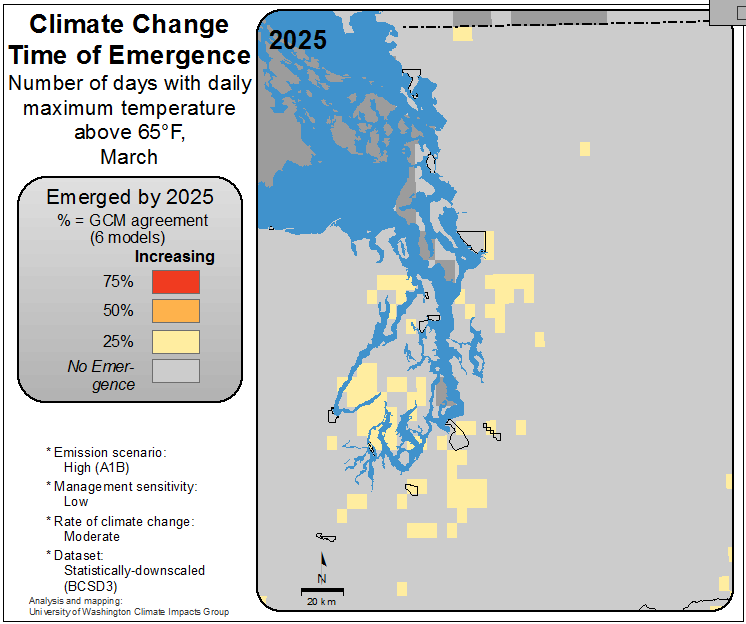 Climate Change
Time of Emergence
Number of days with daily
maximum temperature
above 65°F,
March
2025
Emerged by 2025
% = GCM agreement
(6 models)
Increasing
75%
50%
25%
No Emer-
gence
* Emission scenario:
High (A1B)
* Management sensitivity:
Low
* Rate of climate change:
Moderate
* Dataset:
Statistically-downscaled
(BCSD3)
Analysis and mapping:
University of Washington Climate Impacts Group
N
20 km